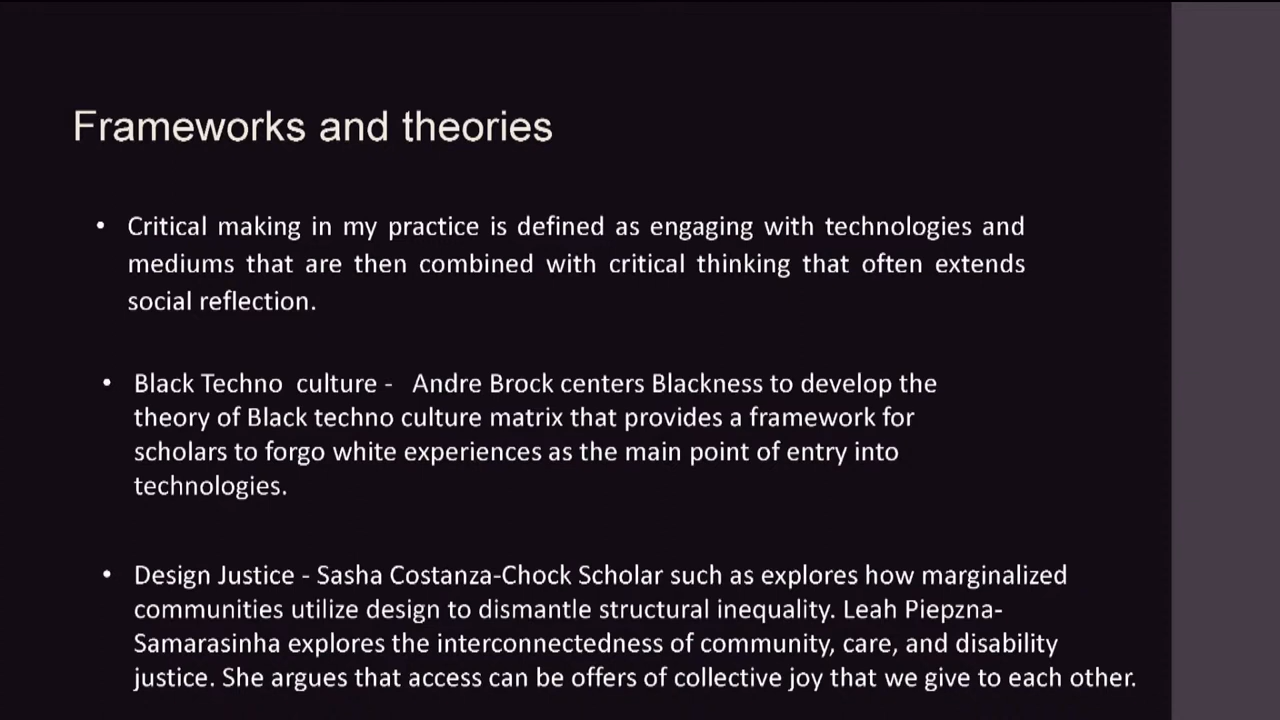 Frameworks and theories
• Critical making in my practice is defined as engaging with technologies and
mediums that are then combined with critical thinking that often extends
social reflection.
• Black Techno culture - Andre Brock centers Blackness to develop the
theory of Black techno culture matrix that provides a framework for
scholars to forgo white experiences as the main point of entry into
technologies.
• Design Justice - Sasha Costanza-Chock Scholar such as explores how marginalized
communities utilize design to dismantle structural inequality. Leah Piepzna-
Samarasinha explores the interconnectedness of community, care, and disability
justice. She argues that access can be offers of collective joy that we give to each other.